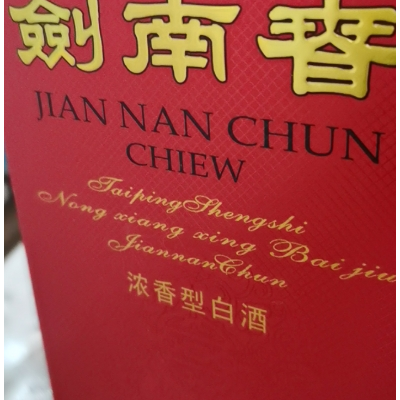 劍南春
JIAN NAN CHUN
CHIEW
TaipingShengshi
Nong xiang xing Bai jiu
JiannanChun
浓香型白酒